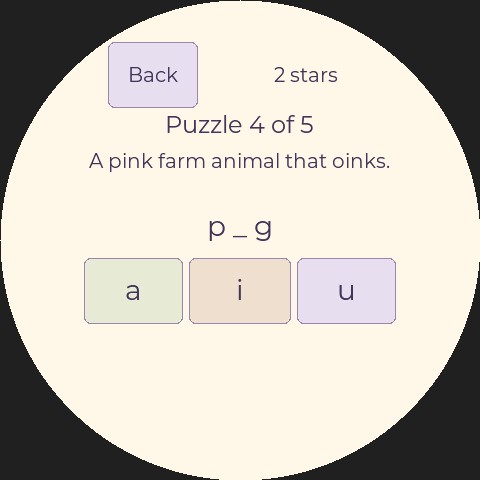 Back 2 stars
Puzzle 4 of 5
A pink farm animal that oinks.
p _ g
a i u